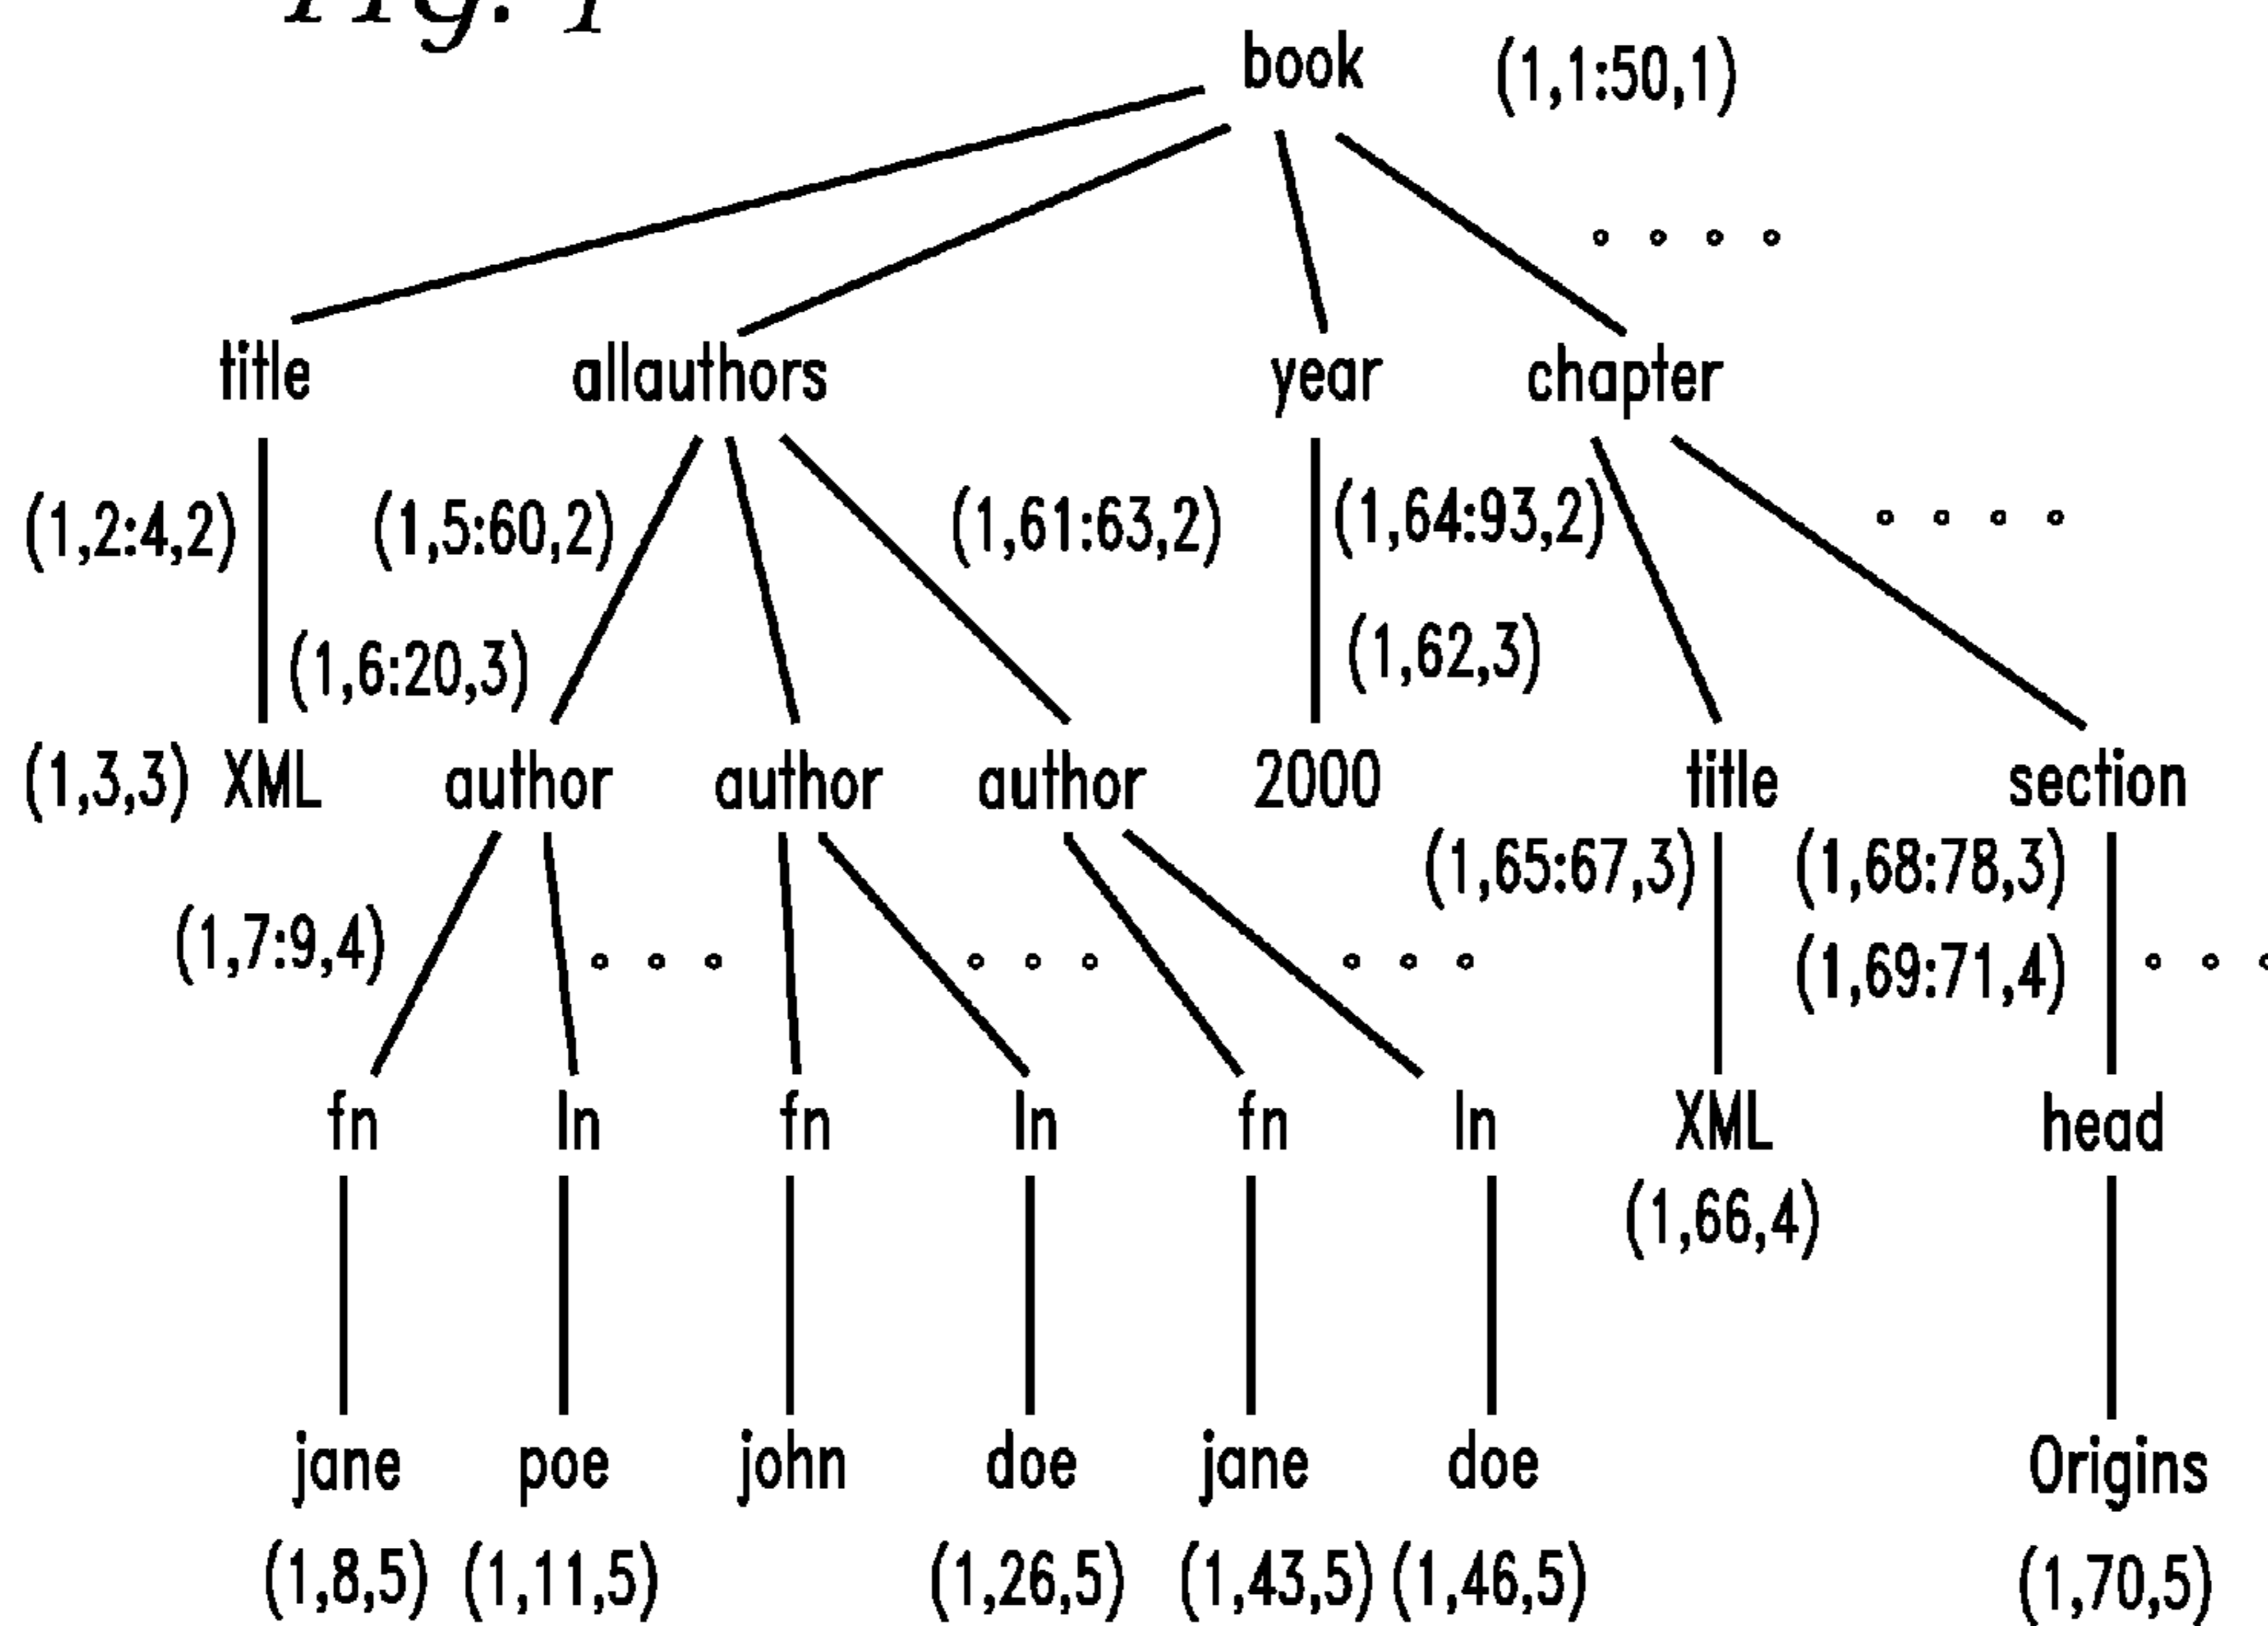 Fig. 1
book (1,1:50,1)
title allauthors year chapter
(1,2:4,2) (1,5:60,2) (1,61:63,2) (1,64:93,2)
(1,6:20,3) (1,62,3)
(1,3,3) XML author author author 2000 title section
(1,65:67,3) (1,68:78,3)
(1,7:9,4) (1,69:71,4)
fn ln fn ln fn ln XML head
(1,66,4)
jane poe john doe jane doe Origins
(1,8,5) (1,11,5) (1,26,5) (1,43,5) (1,46,5) (1,70,5)